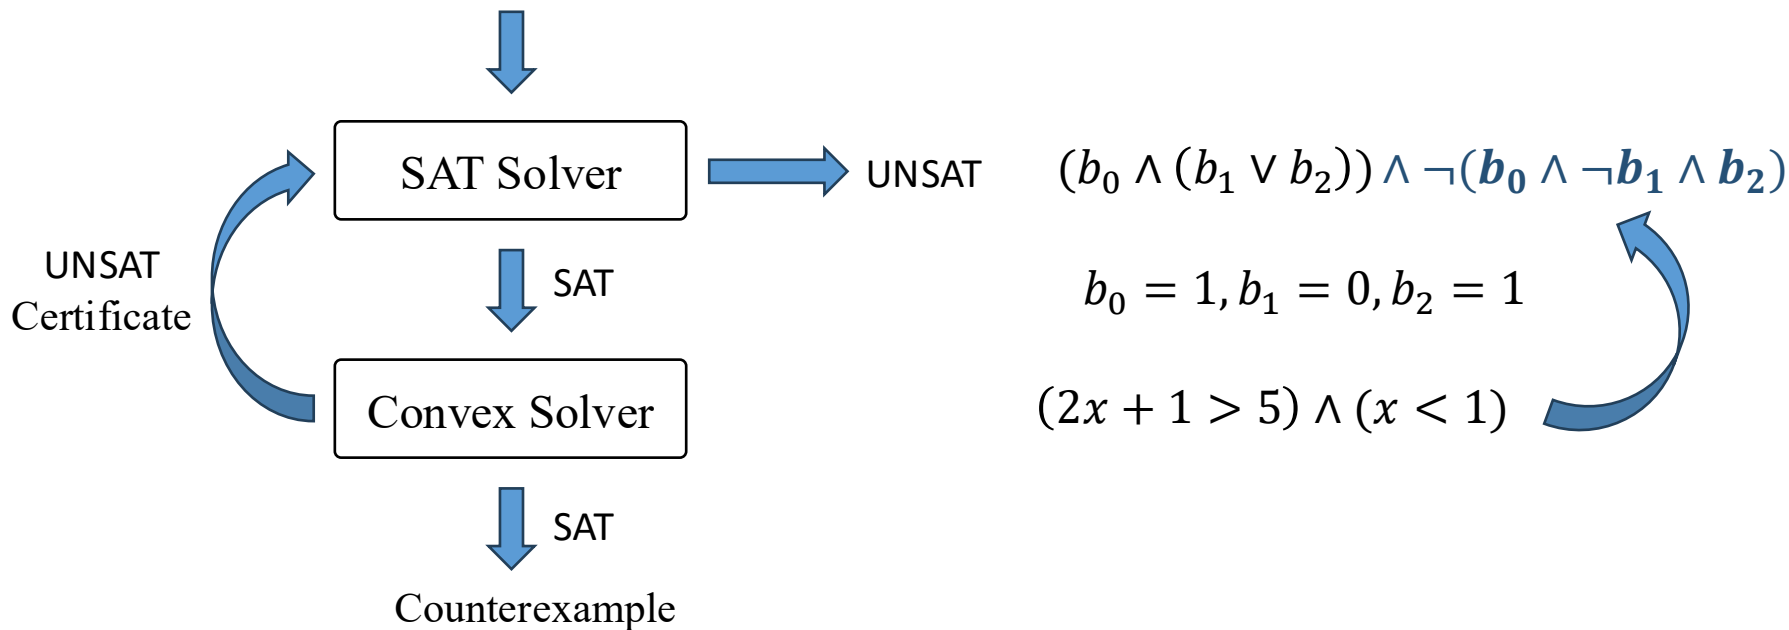 SAT Solver
UNSAT
(b₀ ∧ (b₁ ∨ b₂)) ∧ ¬(b₀ ∧ ¬b₁ ∧ b₂)
UNSAT
Certificate
SAT
b₀ = 1, b₁ = 0, b₂ = 1
Convex Solver
(2x + 1 > 5) ∧ (x < 1)
SAT
Counterexample